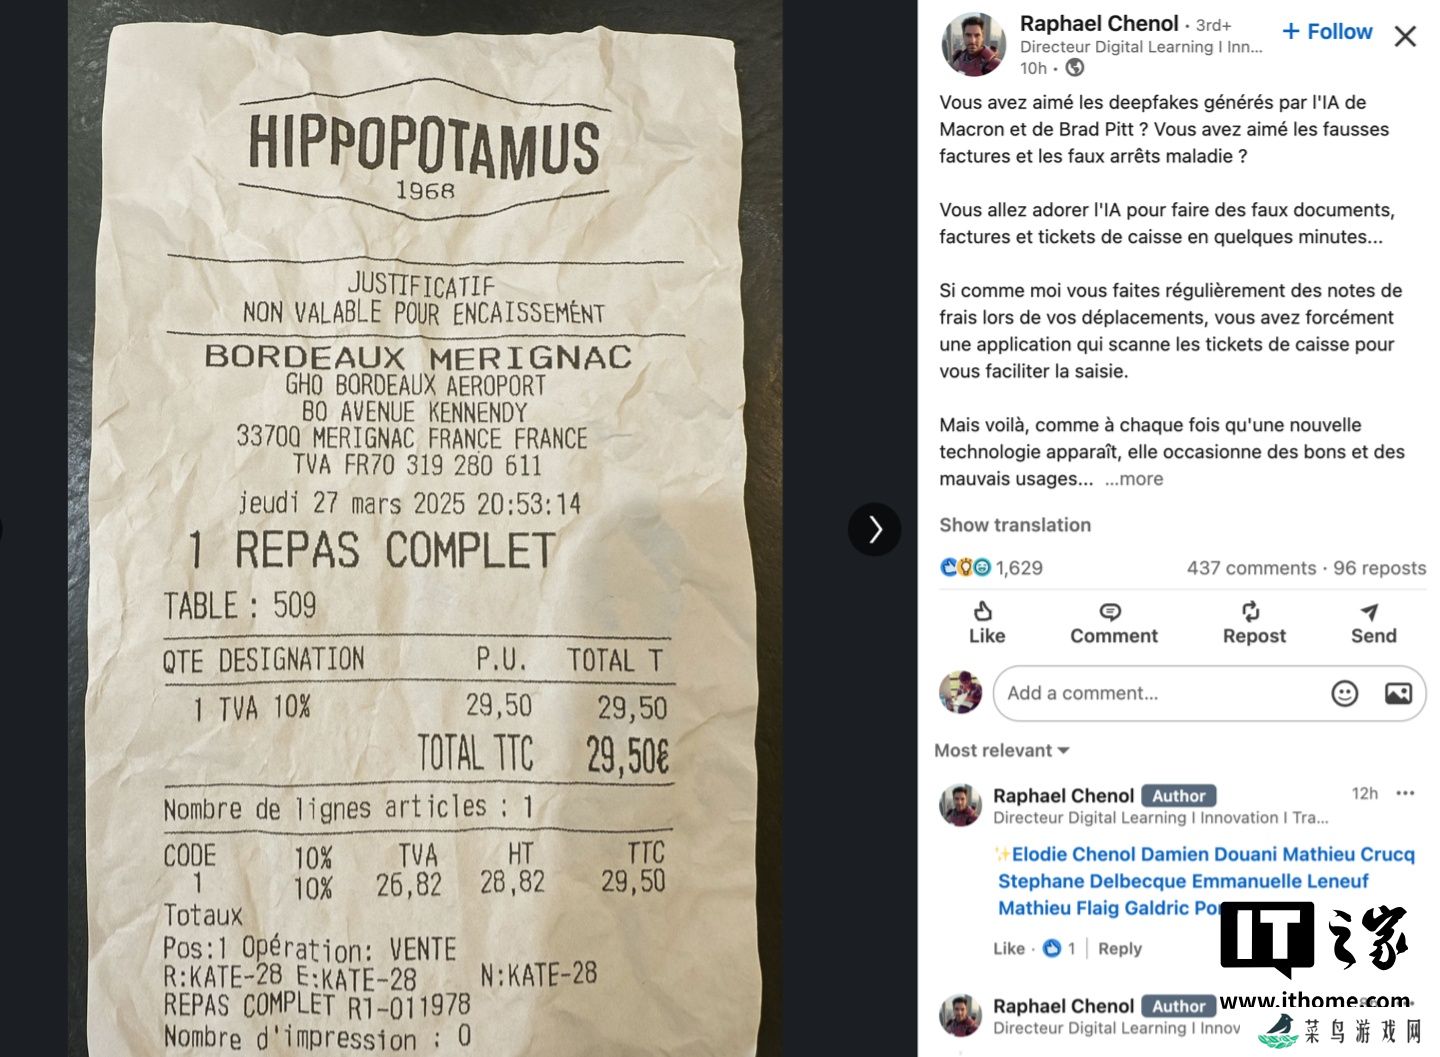 HIPPOPOTAMUS
1968
JUSTIFICATIF
NON VALABLE POUR ENCAISSEMÉNT
BORDEAUX MERIGNAC
GHO BORDEAUX AEROPORT
BO AVENUE KENNENDY
33700 MERIGNAC FRANCE FRANCE
TVA FR70 319 280 611
jeudi 27 mars 2025 20:53:14
1 REPAS COMPLET
TABLE : 509
QTE DESIGNATION P.U. TOTAL T
1 TVA 10% 29,50 29,50
TOTAL TTC 29,50€
Nombre de lignes articles : 1
CODE 10% TVA HT TTC
1 10% 26,82 28,82 29,50
Totaux
Pos:1 Opération: VENTE
R:KATE-28 E:KATE-28 N:KATE-28
REPAS COMPLET R1-011978
Nombre d'impression : 0
Raphael Chenol · 3rd+
+ Follow
Directeur Digital Learning I Inn...
10h ·
Vous avez aimé les deepfakes générés par l'IA de
Macron et de Brad Pitt ? Vous avez aimé les fausses
factures et les faux arrêts maladie ?
Vous allez adorer l'IA pour faire des faux documents,
factures et tickets de caisse en quelques minutes...
Si comme moi vous faites régulièrement des notes de
frais lors de vos déplacements, vous avez forcément
une application qui scanne les tickets de caisse pour
vous faciliter la saisie.
Mais voilà, comme à chaque fois qu'une nouvelle
technologie apparaît, elle occasionne des bons et des
mauvais usages... ...more
Show translation
1,629 437 comments · 96 reposts
Like Comment Repost Send
Add a comment...
Most relevant
Raphael Chenol Author 12h
Directeur Digital Learning I Innovation I Tra...
Elodie Chenol Damien Douani Mathieu Crucq
Stephane Delbecque Emmanuelle Leneuf
Mathieu Flaig Galdric
Like · 1 | Reply
IT之家
www.ithome.com
Raphael Chenol Author
Directeur Digital Learning I Innov
菜鸟游戏网